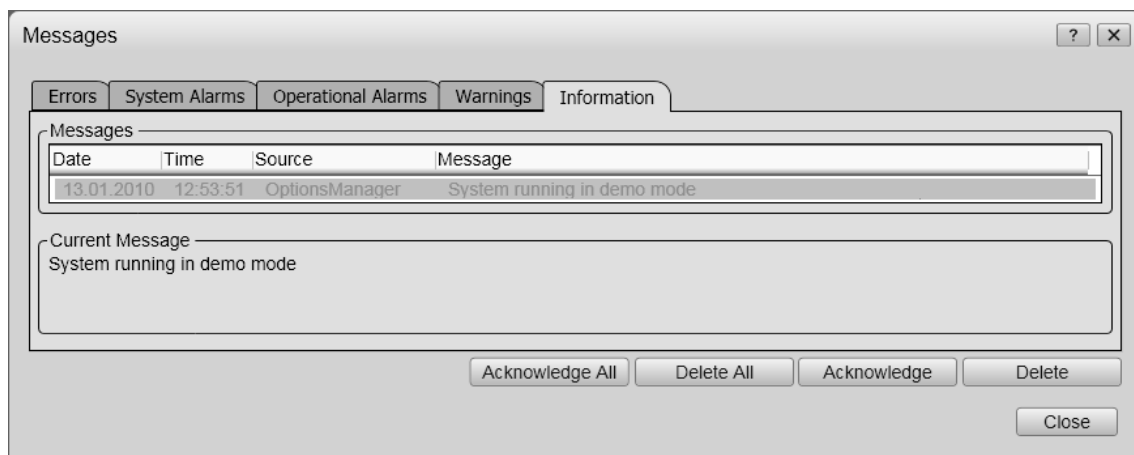 Messages ? X
Errors System Alarms Operational Alarms Warnings Information
Messages
Date Time Source Message
13.01.2010 12:53:51 OptionsManager System running in demo mode
Current Message
System running in demo mode
Acknowledge All Delete All Acknowledge Delete
Close